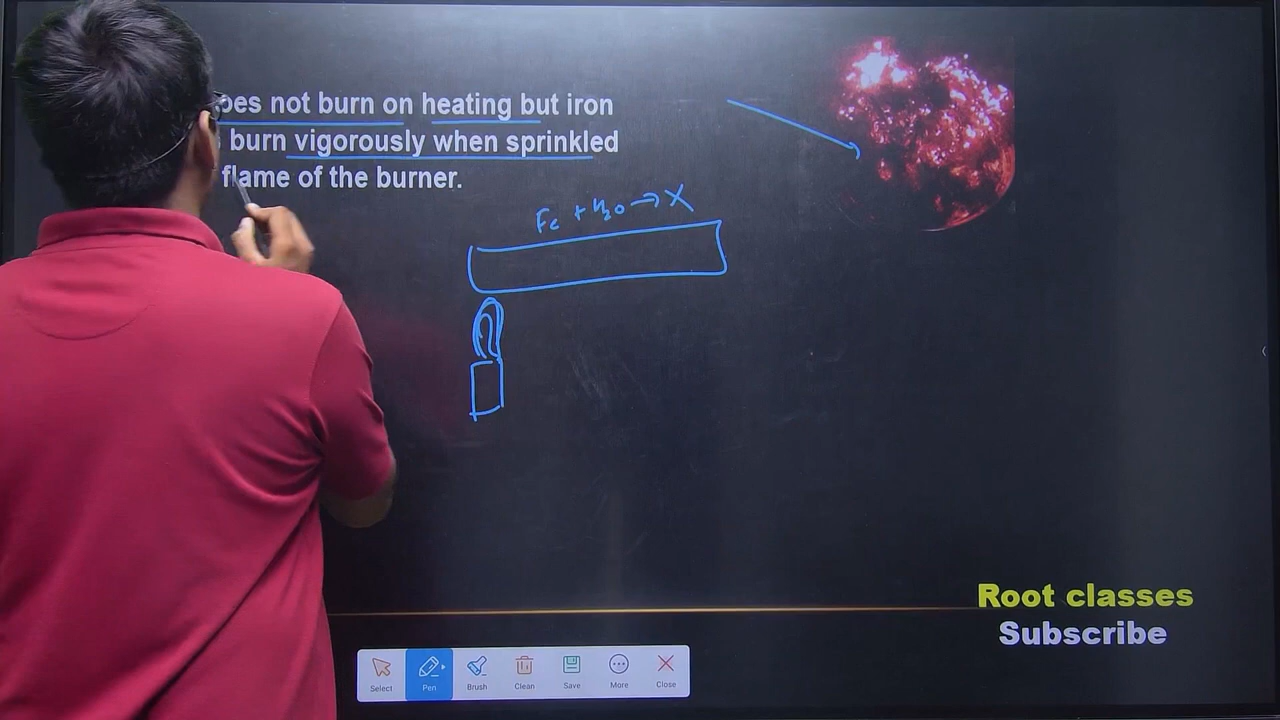 not burn on heating but iron
burn vigorously when sprinkled
flame of the burner.
Fe + H₂O → X
Root classes
Subscribe
Select
Pen
Brush
Clean
Save
More
Close